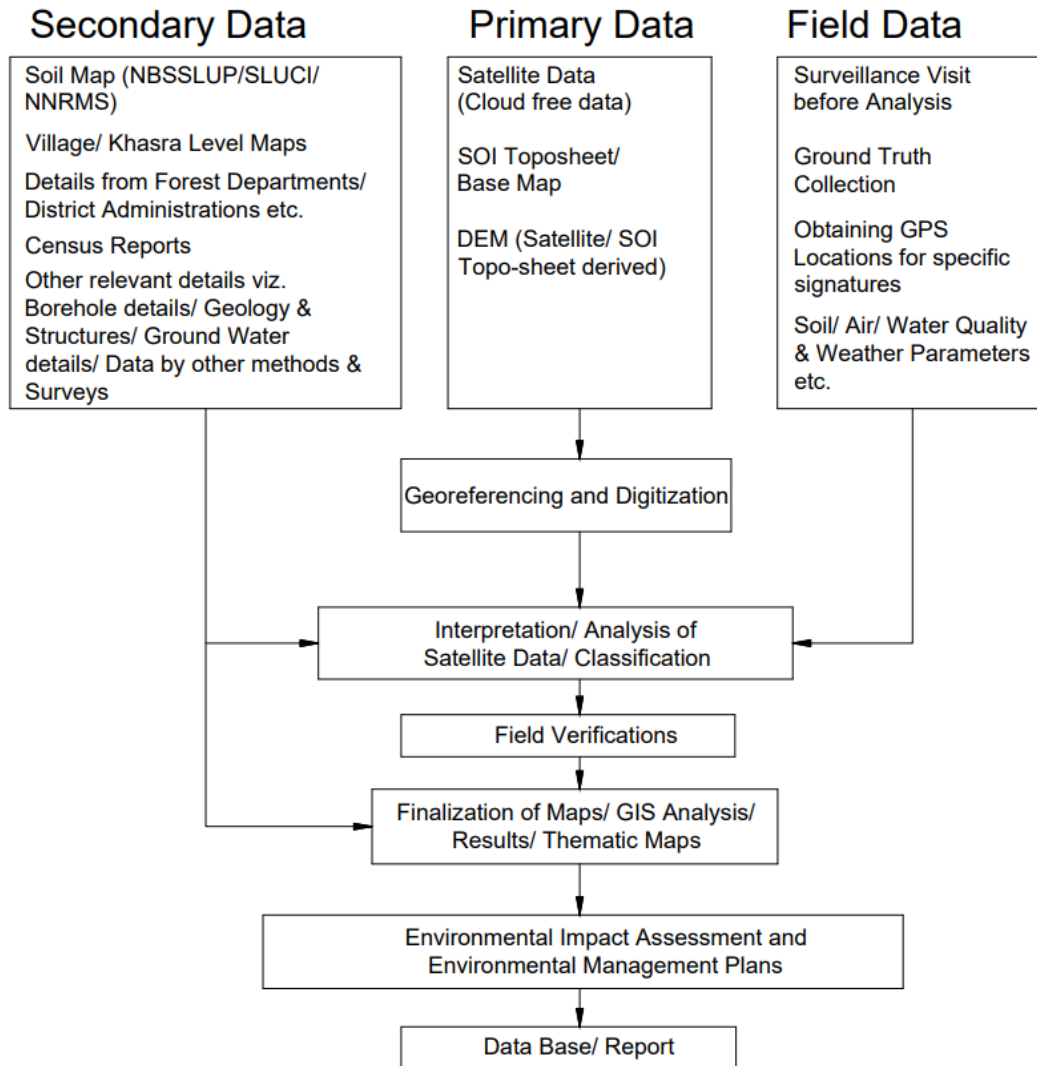 Secondary Data
Soil Map (NBSSLUP/SLUCI/
NNRMS)
Village/ Khasra Level Maps
Details from Forest Departments/
District Administrations etc.
Census Reports
Other relevant details viz.
Borehole details/ Geology &
Structures/ Ground Water
details/ Data by other methods &
Surveys
Primary Data
Satellite Data
(Cloud free data)
SOI Toposheet/
Base Map
DEM (Satellite/ SOI
Topo-sheet derived)
Field Data
Surveillance Visit
before Analysis
Ground Truth
Collection
Obtaining GPS
Locations for specific
signatures
Soil/ Air/ Water Quality
& Weather Parameters
etc.
Georeferencing and Digitization
Interpretation/ Analysis of
Satellite Data/ Classification
Field Verifications
Finalization of Maps/ GIS Analysis/
Results/ Thematic Maps
Environmental Impact Assessment and
Environmental Management Plans
Data Base/ Report